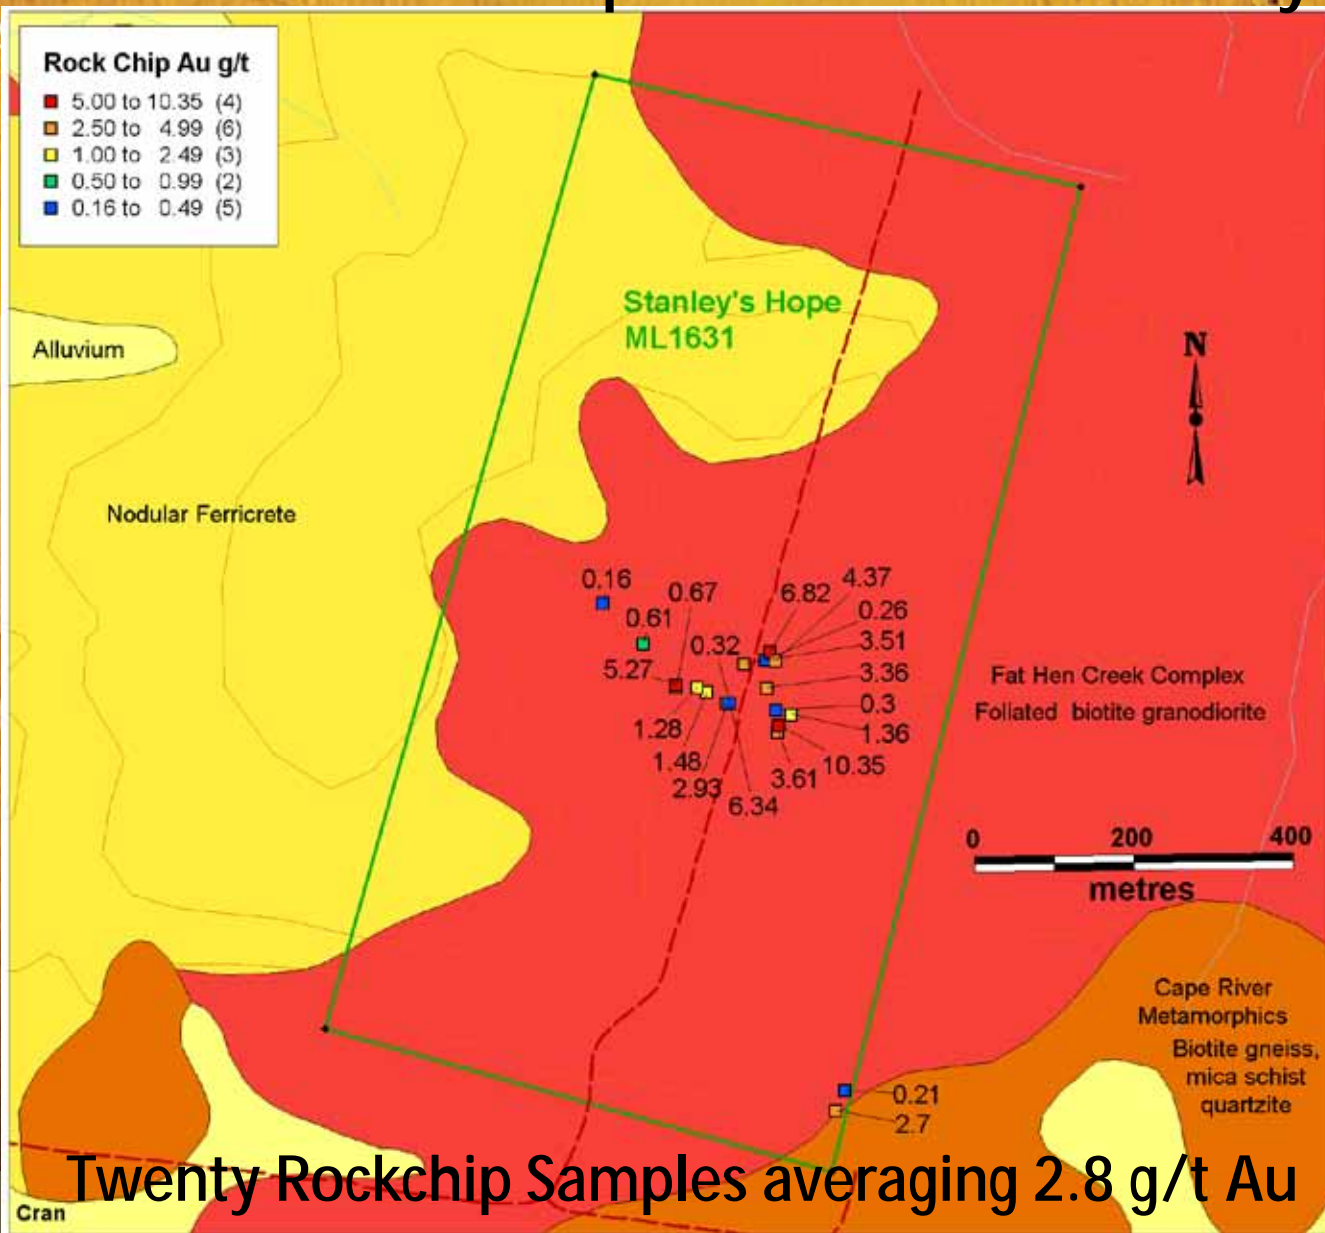 Rock Chip Au g/t
5.00 to 10.35 (4)
2.50 to 4.99 (6)
1.00 to 2.49 (3)
0.50 to 0.99 (2)
0.16 to 0.49 (5)
Stanley's Hope
ML1631
Alluvium
N
Nodular Ferricrete
0.16
0.67
6.82
4.37
0.61
0.26
0.32
3.51
5.27
3.36
Fat Hen Creek Complex
Foliated biotite granodiorite
0.3
1.28
1.36
1.48
10.35
2.93
3.61
6.34
0 200 400
metres
Cape River
Metamorphics
Biotite gneiss,
mica schist
quartzite
0.21
2.7
Twenty Rockchip Samples averaging 2.8 g/t Au
Cran